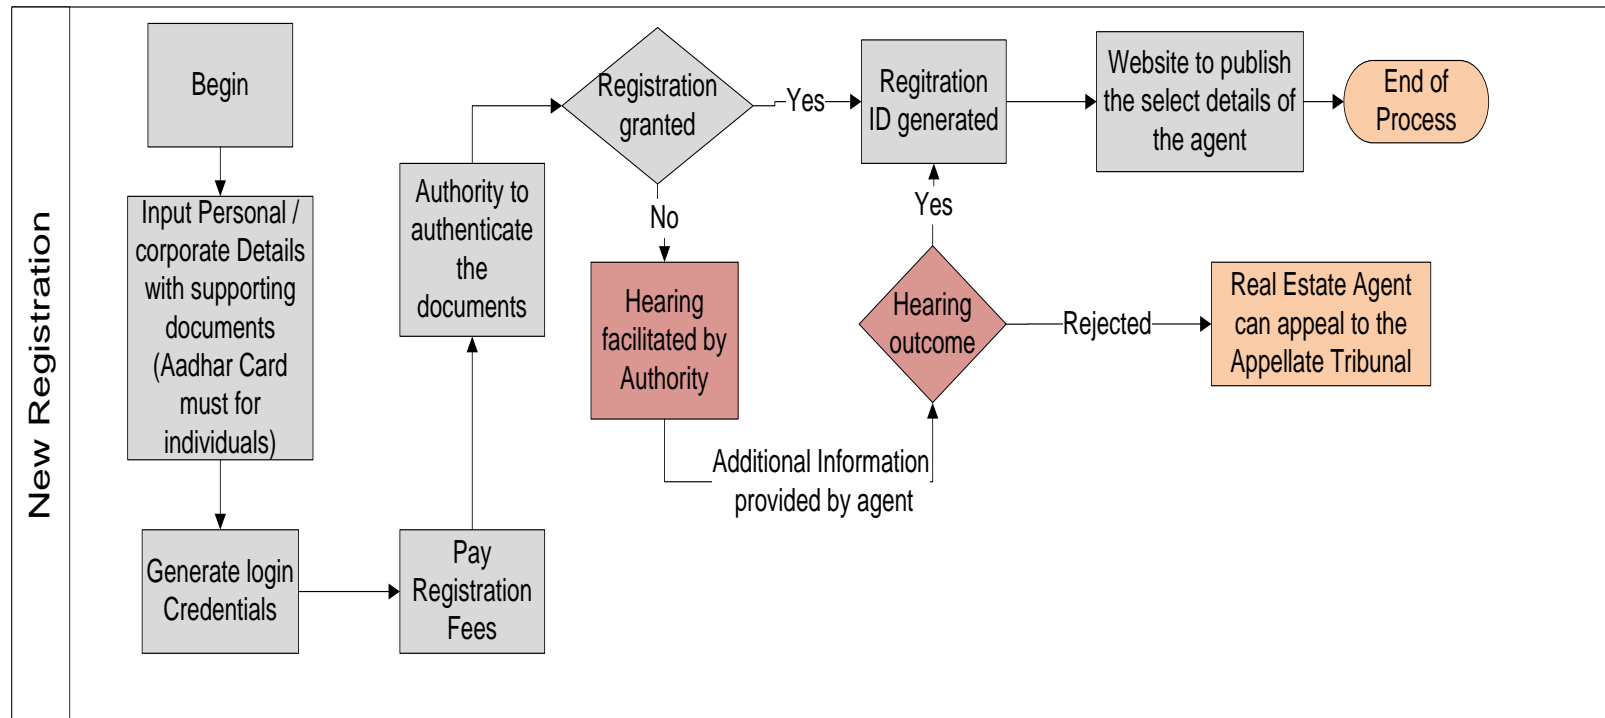 New Registration
Begin
Input Personal /
corporate Details
with supporting
documents
(Aadhar Card
must for
individuals)
Generate login
Credentials
Pay
Registration
Fees
Authority to
authenticate
the
documents
Registration
granted
Yes
No
Hearing
facilitated by
Authority
Additional Information
provided by agent
Hearing
outcome
Yes
Rejected
Regitration
ID generated
Website to publish
the select details of
the agent
End of
Process
Real Estate Agent
can appeal to the
Appellate Tribunal